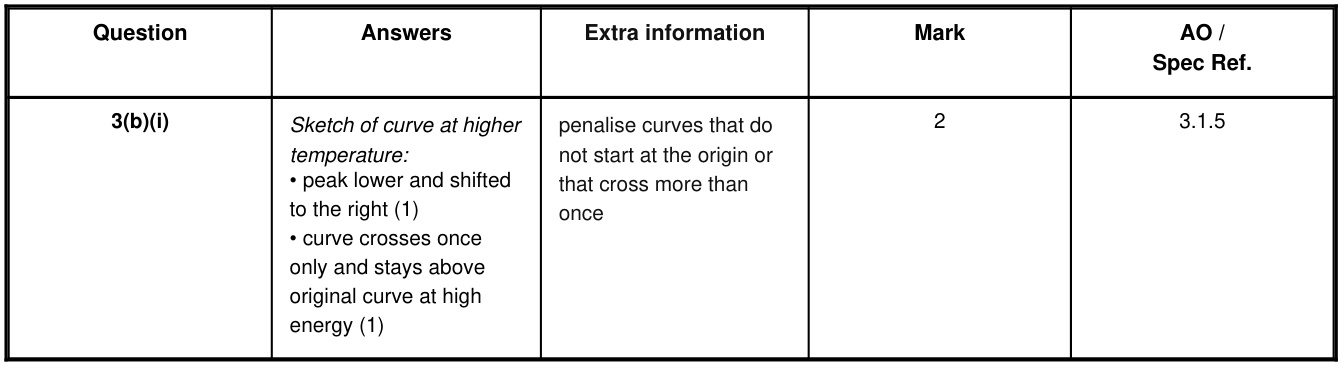 Question Answers Extra information Mark AO /
Spec Ref.
3(b)(i)
Sketch of curve at higher
temperature:
• peak lower and shifted
to the right (1)
• curve crosses once
only and stays above
original curve at high
energy (1)
penalise curves that do
not start at the origin or
that cross more than
once
2
3.1.5